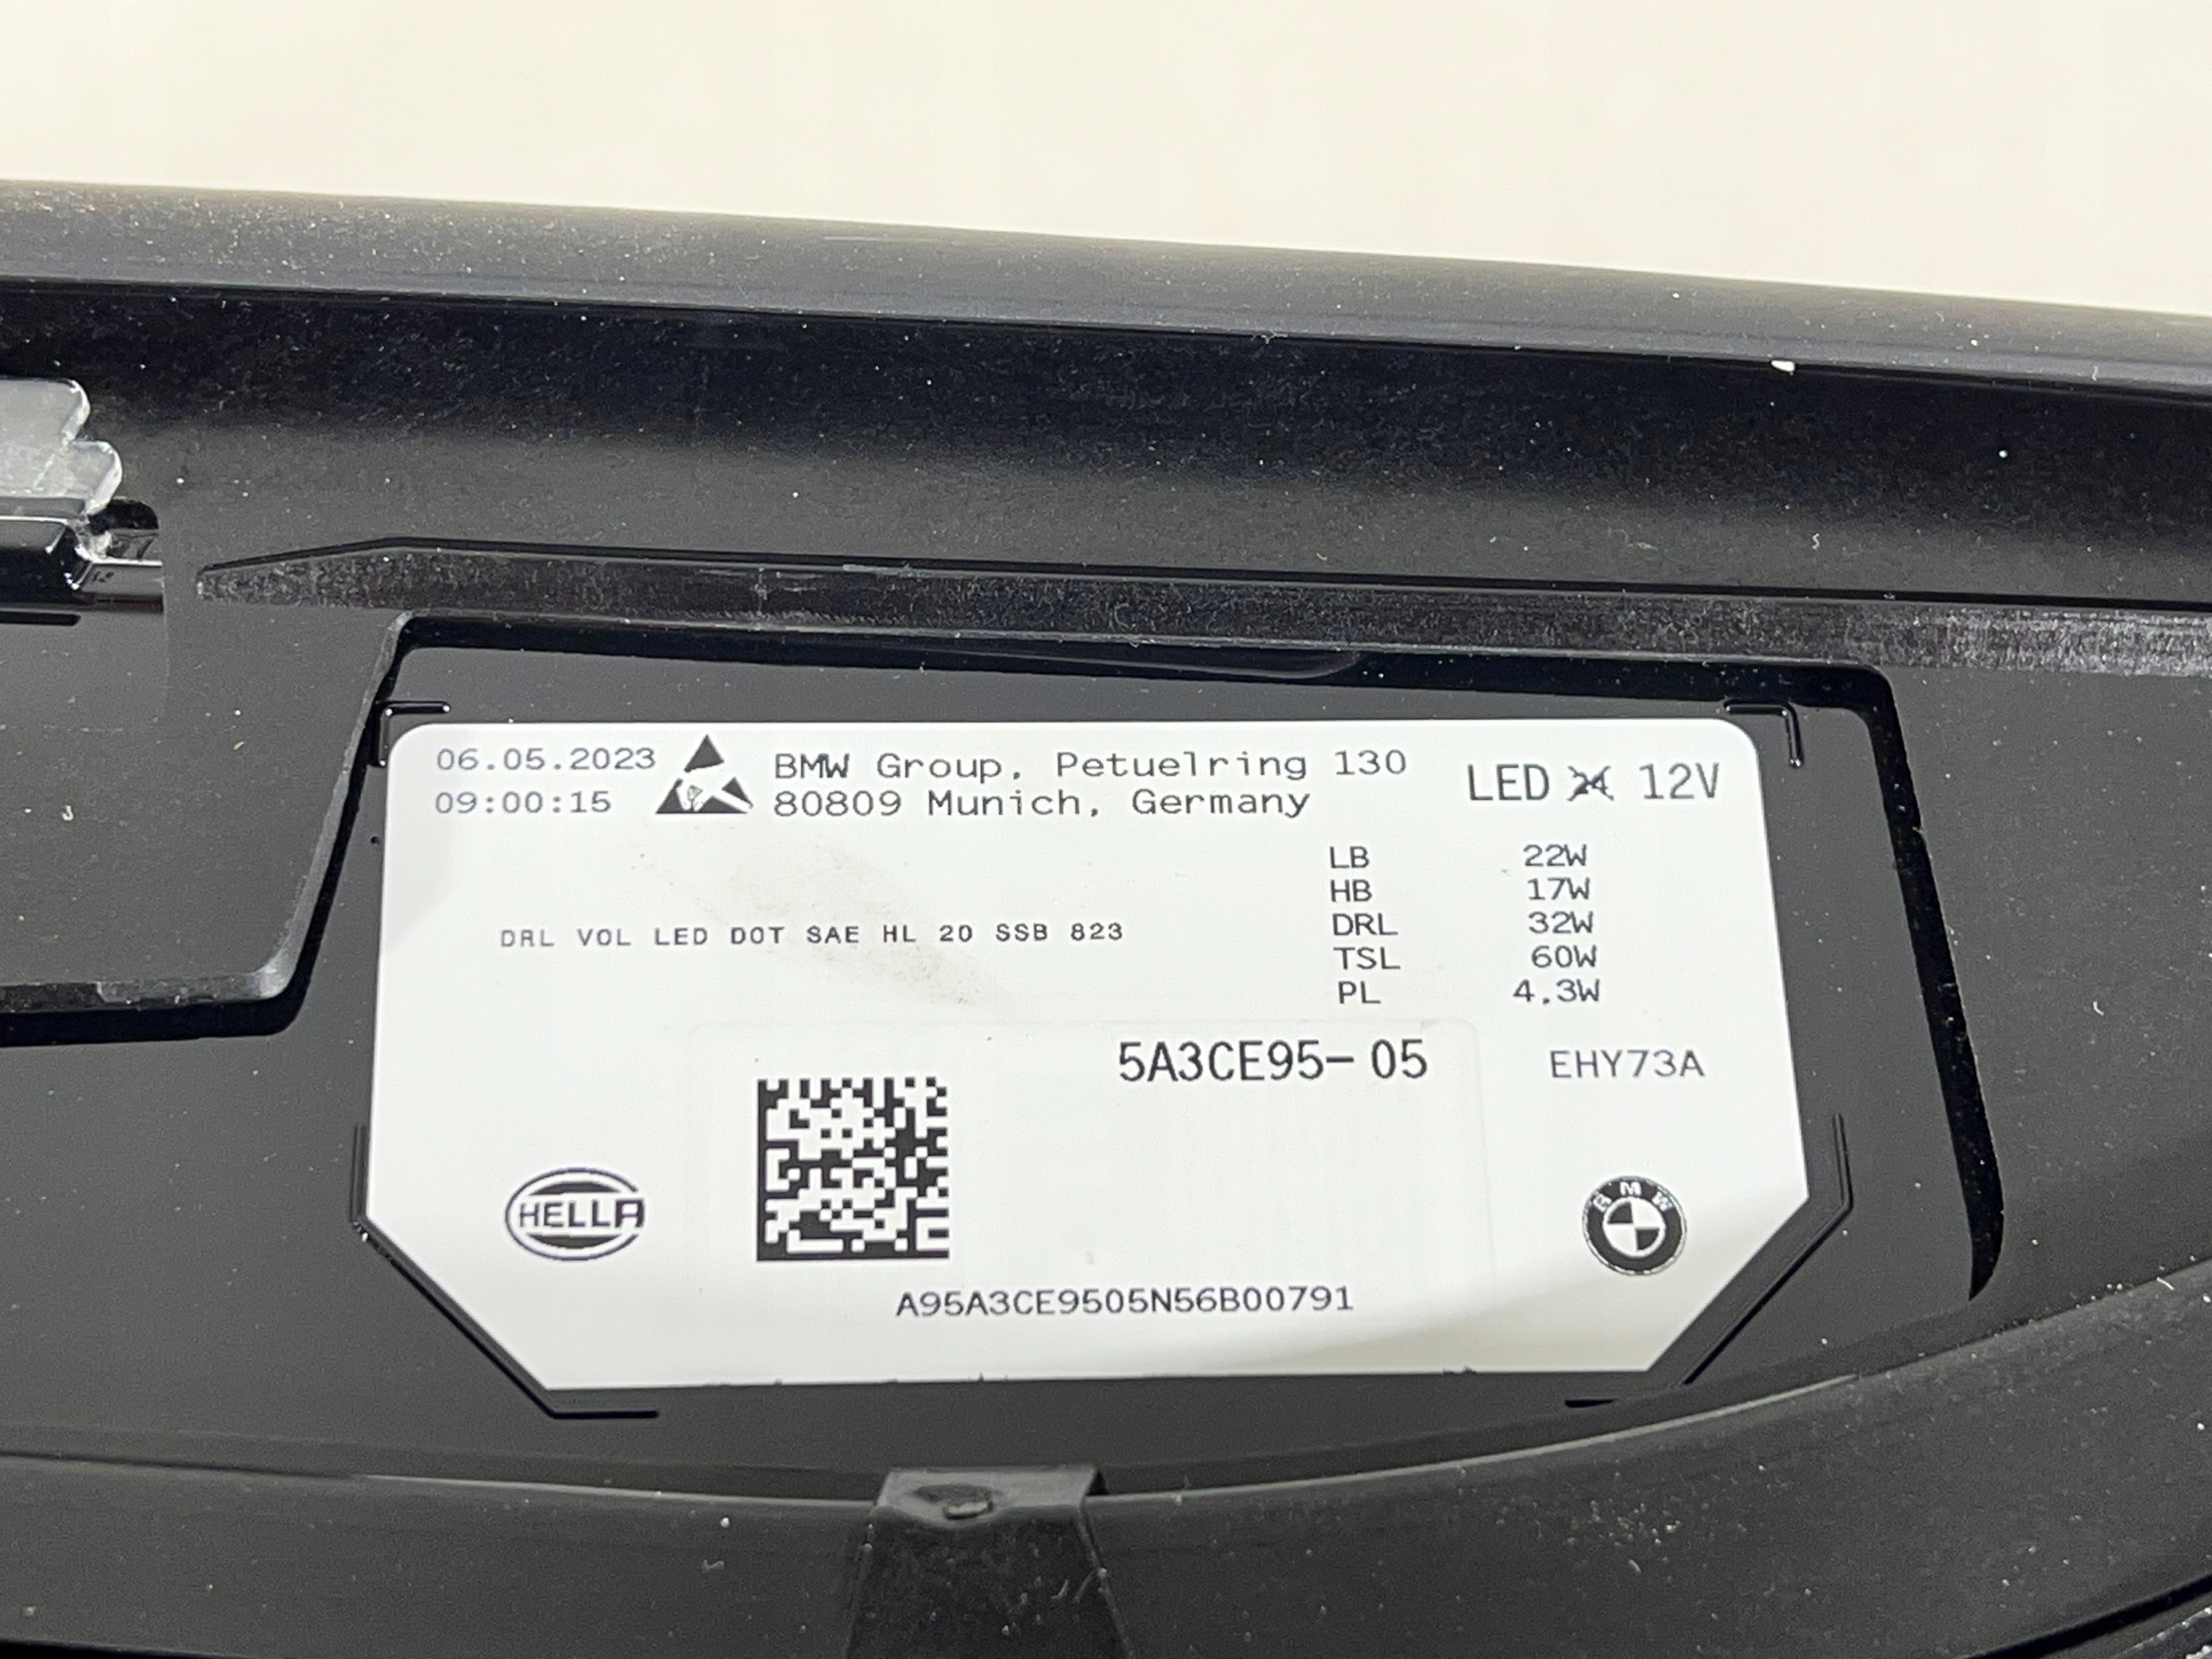 06.05.2023
09:00:15
BMW Group, Petuelring 130
80809 Munich, Germany
LED 24 12V
LB 22W
HB 17W
DRL 32W
TSL 60W
PL 4.3W
DRL VOL LED DOT SAE HL 20 SSB 823
5A3CE95- 05
EHY73A
HELLA
BMW
A95A3CE9505N56B00791